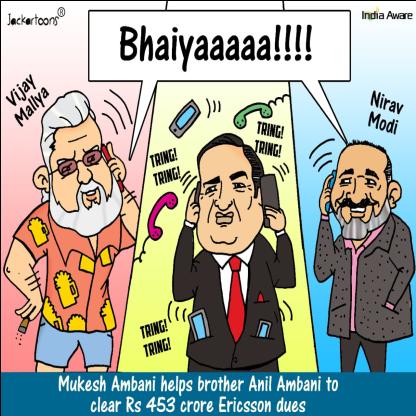 Jackartoons®
India Aware
Bhaiyaaaaa!!!!
Vijay
Mallya
Nirav
Modi
TRING!
TRING!
TRING!
TRING!
TRING!
TRING!
Mukesh Ambani helps brother Anil Ambani to
clear Rs 453 crore Ericsson dues